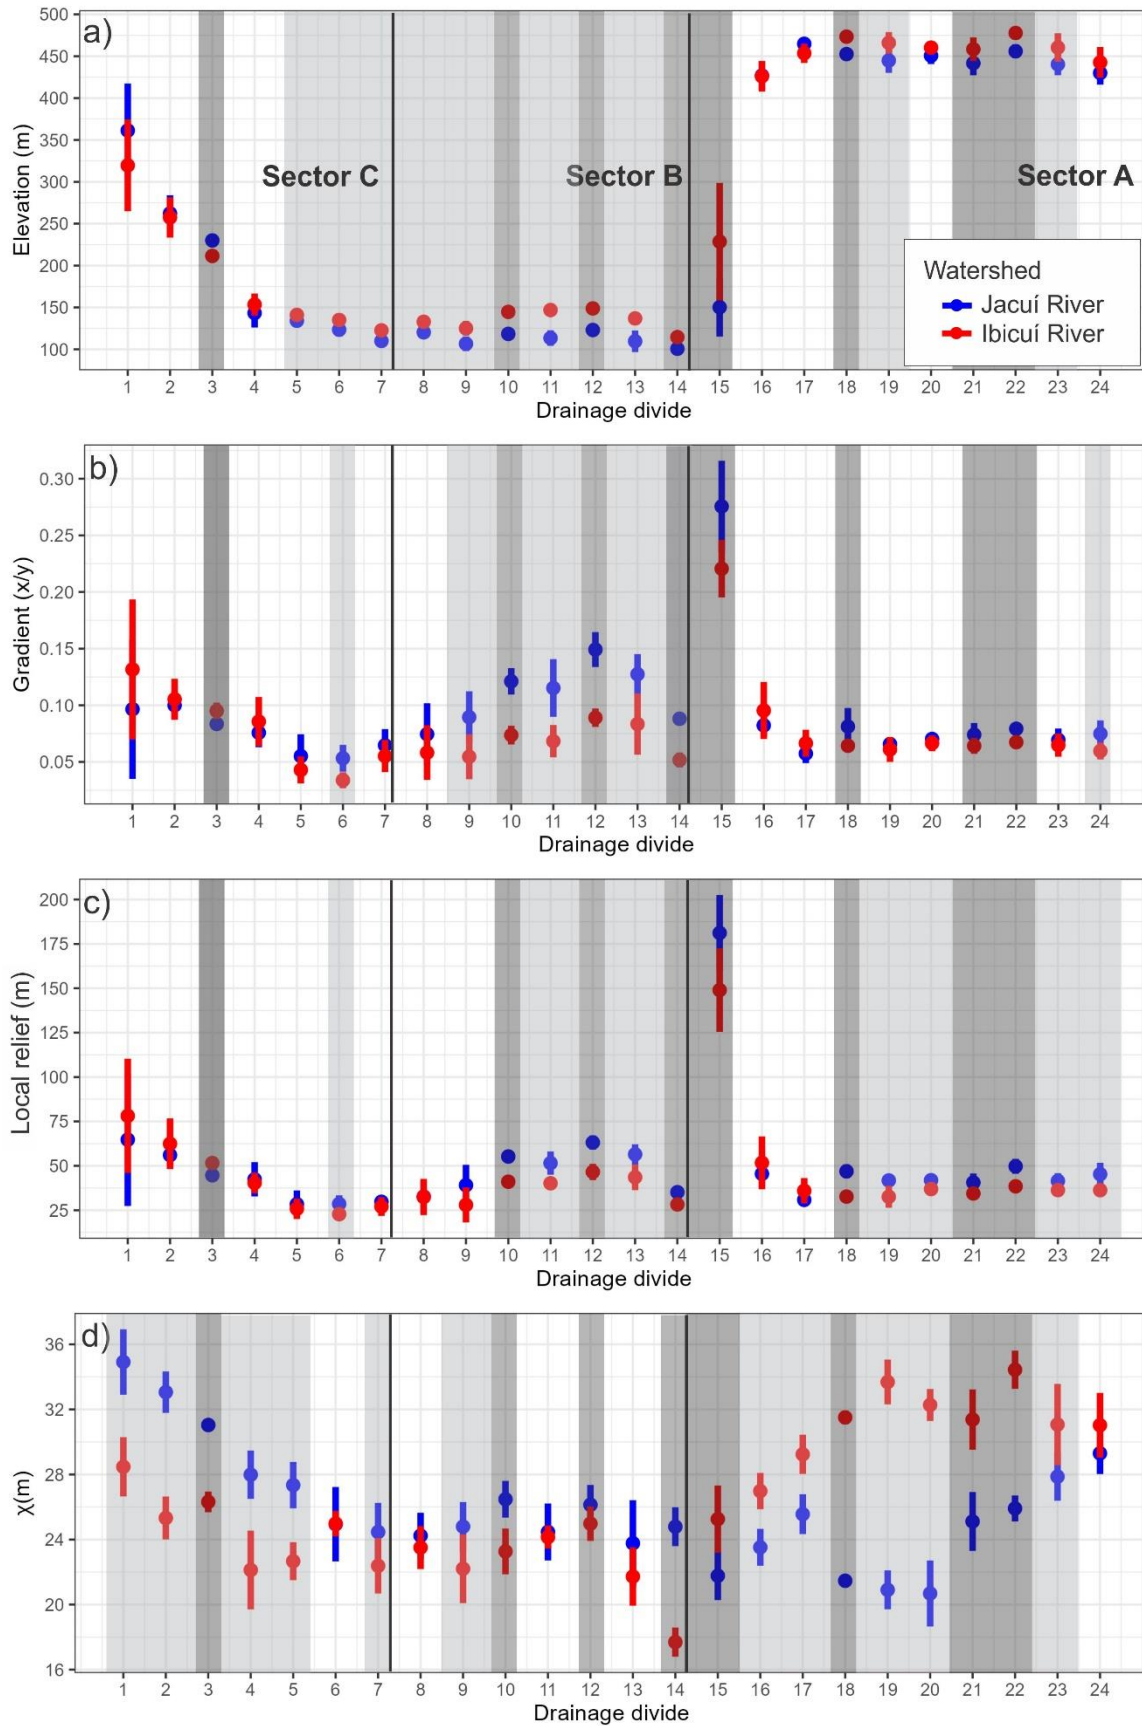 a)
500
450
400
350
300
250
200
150
100
Elevation (m)
Sector C
Sector B
Sector A
Watershed
Jacuí River
Ibicuí River
1 2 3 4 5 6 7 8 9 10 11 12 13 14 15 16 17 18 19 20 21 22 23 24
Drainage divide
b)
0.30
0.25
0.20
0.15
0.10
0.05
Gradient (x/y)
1 2 3 4 5 6 7 8 9 10 11 12 13 14 15 16 17 18 19 20 21 22 23 24
Drainage divide
c)
200
175
150
125
100
75
50
25
Local relief (m)
1 2 3 4 5 6 7 8 9 10 11 12 13 14 15 16 17 18 19 20 21 22 23 24
Drainage divide
d)
36
32
28
24
20
16
χ(m)
1 2 3 4 5 6 7 8 9 10 11 12 13 14 15 16 17 18 19 20 21 22 23 24
Drainage divide